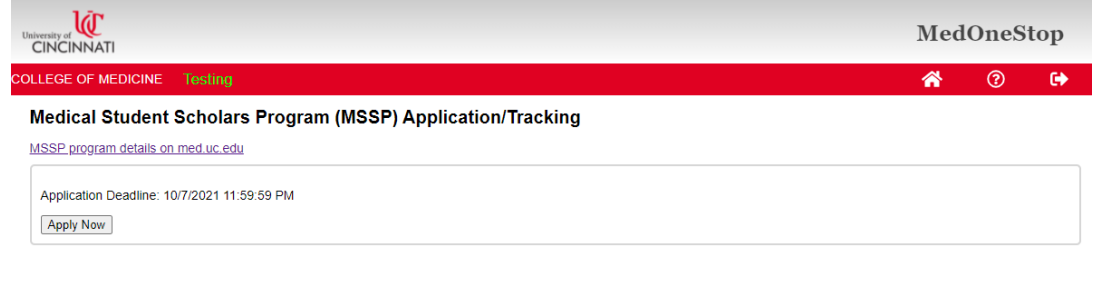 University of
CINCINNATI
MedOneStop
COLLEGE OF MEDICINE Testing
Medical Student Scholars Program (MSSP) Application/Tracking
MSSP program details on med.uc.edu
Application Deadline: 10/7/2021 11:59:59 PM
Apply Now